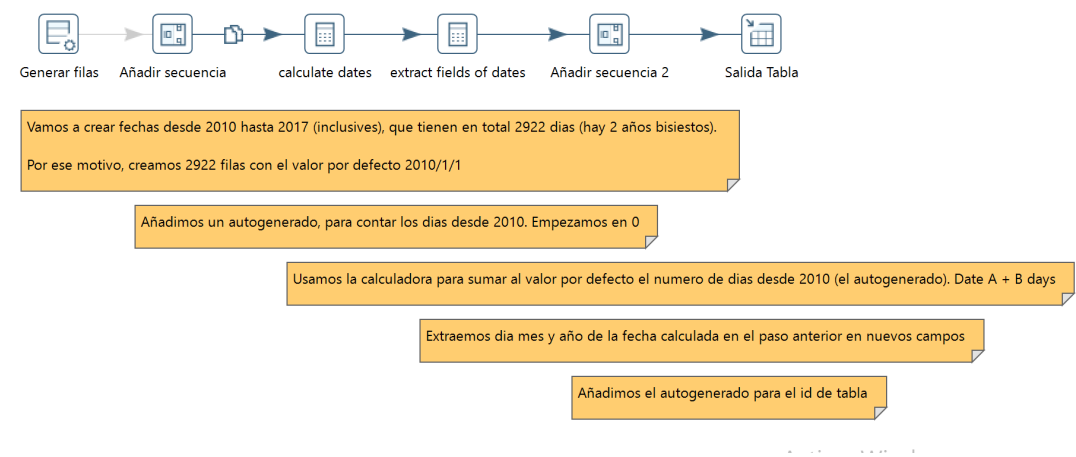 Generar filas
Añadir secuencia
calculate dates
extract fields of dates
Añadir secuencia 2
Salida Tabla
Vamos a crear fechas desde 2010 hasta 2017 (inclusives), que tienen en total 2922 dias (hay 2 años bisiestos).
Por ese motivo, creamos 2922 filas con el valor por defecto 2010/1/1
Añadimos un autogenerado, para contar los dias desde 2010. Empezamos en 0
Usamos la calculadora para sumar al valor por defecto el numero de dias desde 2010 (el autogenerado). Date A + B days
Extraemos dia mes y año de la fecha calculada en el paso anterior en nuevos campos
Añadimos el autogenerado para el id de tabla